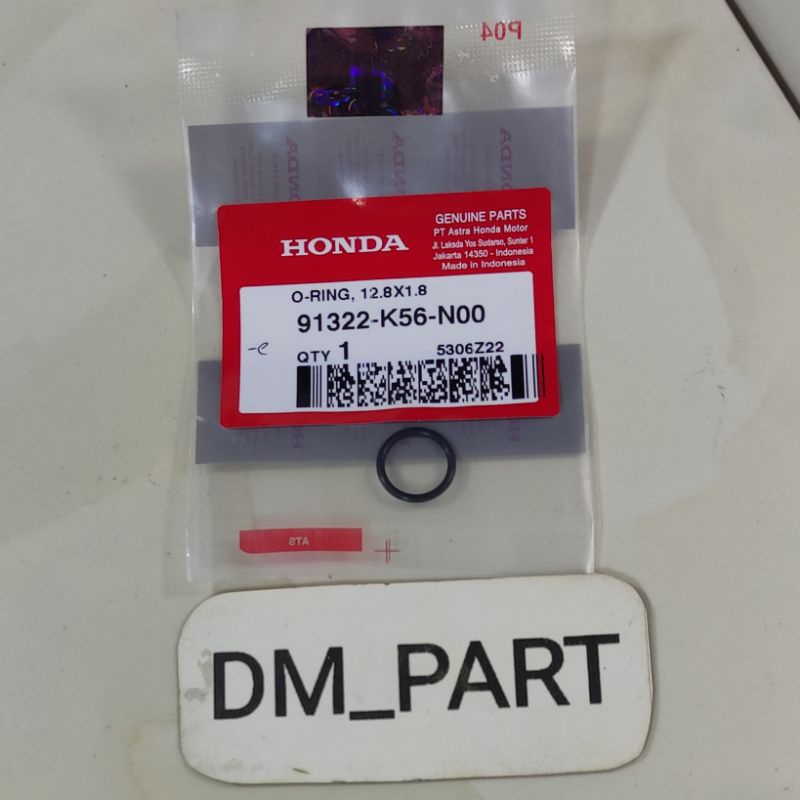 P04
HONDA
GENUINE PARTS
PT Astra Honda Motor
Jl. Laksda Yos Sudarso, Sunter 1
Jakarta 14350 - Indonesia
Made in Indonesia
O-RING, 12.8X1.8
91322-K56-N00
-e
QTY 1 5306Z22
ATS
DM_PART